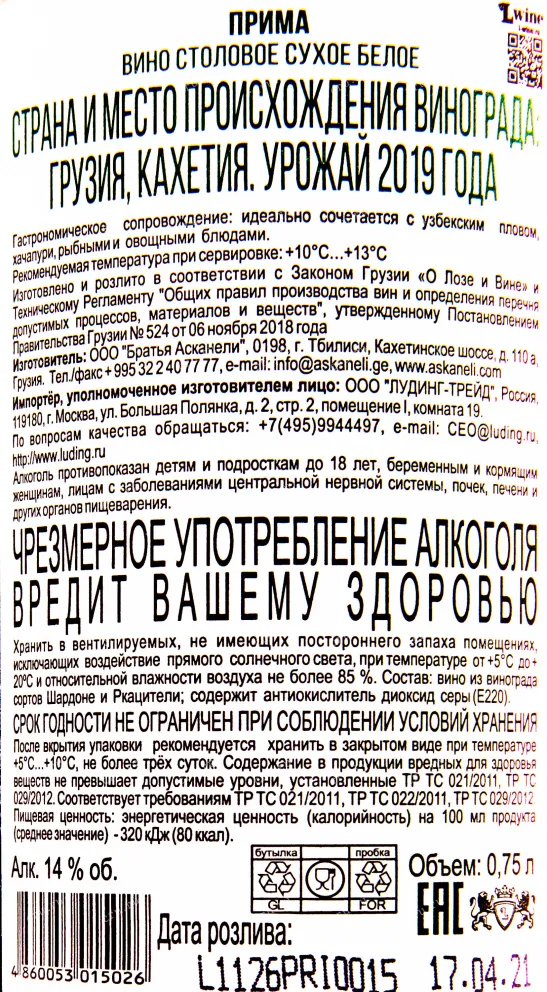 Lwine
ПРИМА
ВИНО СТОЛОВОЕ СУХОЕ БЕЛОЕ
СТРАНА И МЕСТО ПРОИСХОЖДЕНИЯ ВИНОГРАДА:
ГРУЗИЯ, КАХЕТИЯ. УРОЖАЙ 2019 ГОДА
Гастрономическое сопровождение: идеально сочетается с узбекским пловом,
хачапури, рыбными и овощными блюдами.
Рекомендуемая температура при сервировке: +10°C...+13°C
Изготовлено и розлито в соответствии с Законом Грузии «О Лозе и Вине» и
Техническому Регламенту "Общих правил производства вин и определения перечня
допустимых процессов, материалов и веществ", утвержденному Постановлением
Правительства Грузии № 524 от 06 ноября 2018 года
Изготовитель: ООО "Братья Асканели", 0198, г. Тбилиси, Кахетинское шоссе, д. 110 а,
Грузия. Тел./факс + 995 32 2 40 77 77, e-mail: info@askaneli.ge, www.askaneli.com
Импортёр, уполномоченное изготовителем лицо: ООО "ЛУДИНГ-ТРЕЙД", Россия,
119180, г. Москва, ул. Большая Полянка, д. 2, стр. 2, помещение I, комната 19.
По вопросам качества обращаться: +7(495)9944497, e-mail: CEO@luding.ru,
http://www.luding.ru
Алкоголь противопоказан детям и подросткам до 18 лет, беременным и кормящим
женщинам, лицам с заболеваниями центральной нервной системы, почек, печени и
других органов пищеварения.
ЧРЕЗМЕРНОЕ УПОТРЕБЛЕНИЕ АЛКОГОЛЯ
ВРЕДИТ ВАШЕМУ ЗДОРОВЬЮ
Хранить в вентилируемых, не имеющих постороннего запаха помещениях,
исключающих воздействие прямого солнечного света, при температуре от +5°C до +
20°C и относительной влажности воздуха не более 85 %. Состав: вино из винограда
сортов Шардоне и Ркацители; содержит антиокислитель диоксид серы (E220).
СРОК ГОДНОСТИ НЕ ОГРАНИЧЕН ПРИ СОБЛЮДЕНИИ УСЛОВИЙ ХРАНЕНИЯ
После вкрытия упаковки рекомендуется хранить в закрытом виде при температуре
+5°C...+10°C, не более трёх суток. Содержание в продукции вредных для здоровья
веществ не превышает допустимые уровни, установленные ТР ТС 021/2011, ТР ТС
029/2012. Соответствует требованиям ТР ТС 021/2011, ТР ТС 022/2011, ТР ТС 029/2012
Пищевая ценность: энергетическая ценность (калорийность) на 100 мл продукта
(среднее значение) - 320 кДж (80 ккал).
Алк. 14 % об.
бутылка
пробка
GL
FOR
Объем: 0,75 л
EAC
4 860053 015026
Дата розлива:
L1126PRI0015 17.04.21